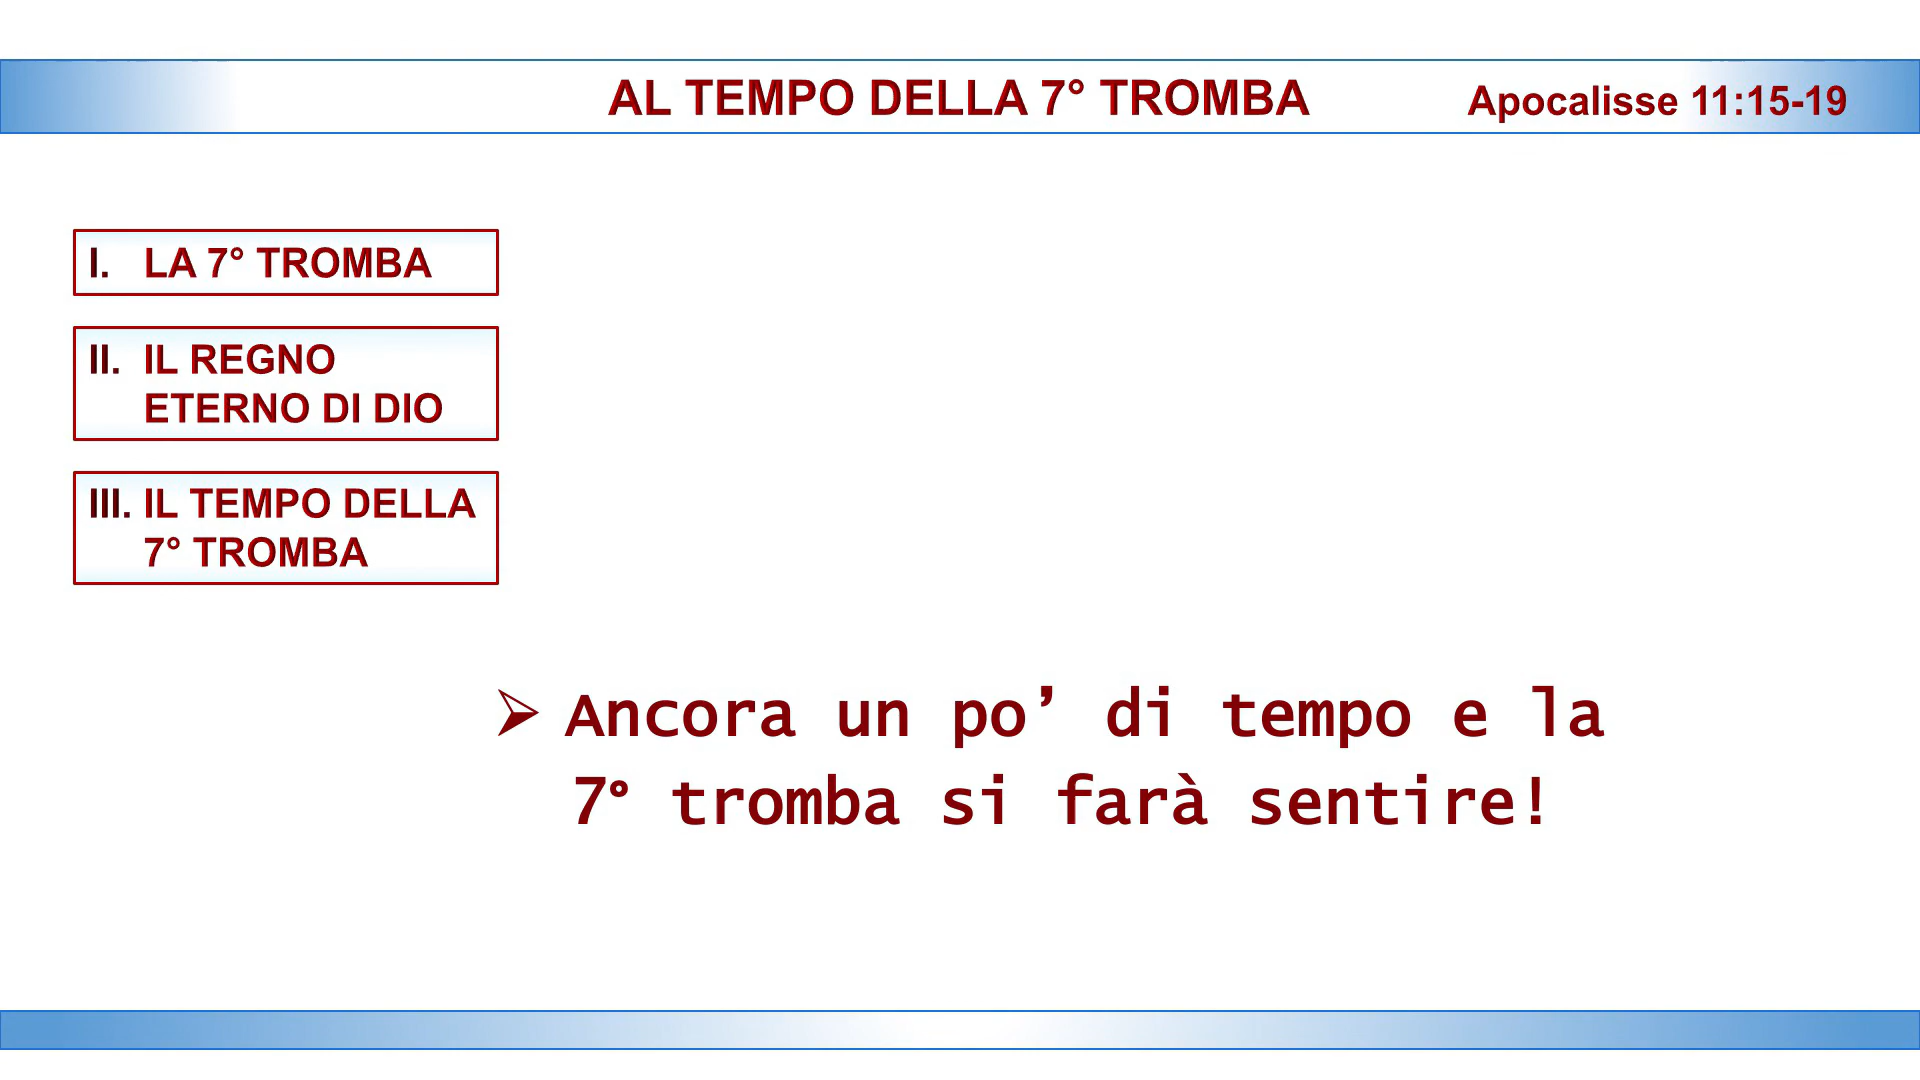 AL TEMPO DELLA 7° TROMBA Apocalisse 11:15-19
I. LA 7° TROMBA
II. IL REGNO
ETERNO DI DIO
III. IL TEMPO DELLA
7° TROMBA
➢ Ancora un po’ di tempo e la
7° tromba si farà sentire!